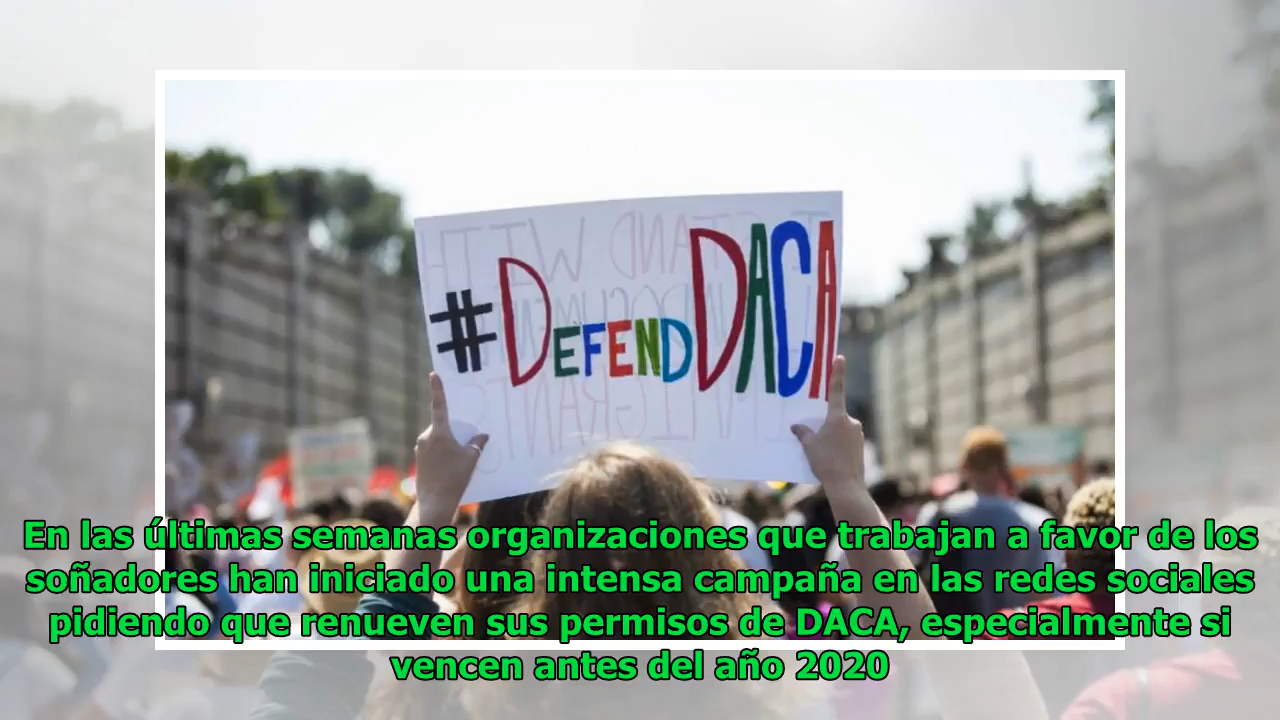 #DEFENDDACA
En las últimas semanas organizaciones que trabajan a favor de los
soñadores han iniciado una intensa campaña en las redes sociales
pidiendo que renueven sus permisos de DACA, especialmente si
vencen antes del año 2020